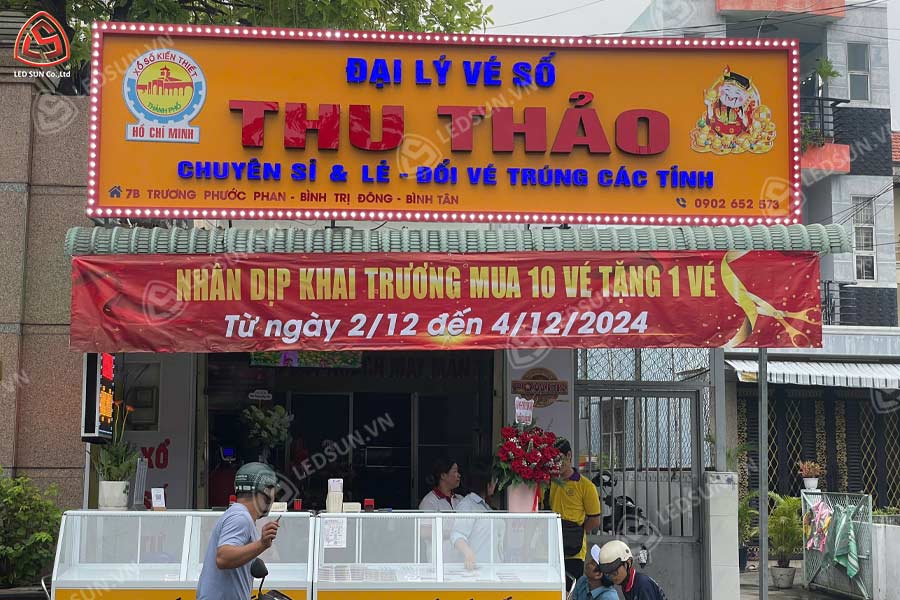 LED SUN Co.,Ltd
ĐẠI LÝ VÉ SỐ
XỔ SỐ KIẾN THIẾT
THÀNH PHỐ
HỒ CHÍ MINH
THU THẢO
CHUYÊN SỈ & LẺ - ĐỔI VÉ TRÚNG CÁC TỈNH
7B TRƯƠNG PHƯỚC PHAN - BÌNH TRỊ ĐÔNG - BÌNH TÂN
0902 652 573
NHÂN DỊP KHAI TRƯƠNG MUA 10 VÉ TẶNG 1 VÉ
Từ ngày 2/12 đến 4/12/2024
POWER
XỔ
LEDSUN.VN